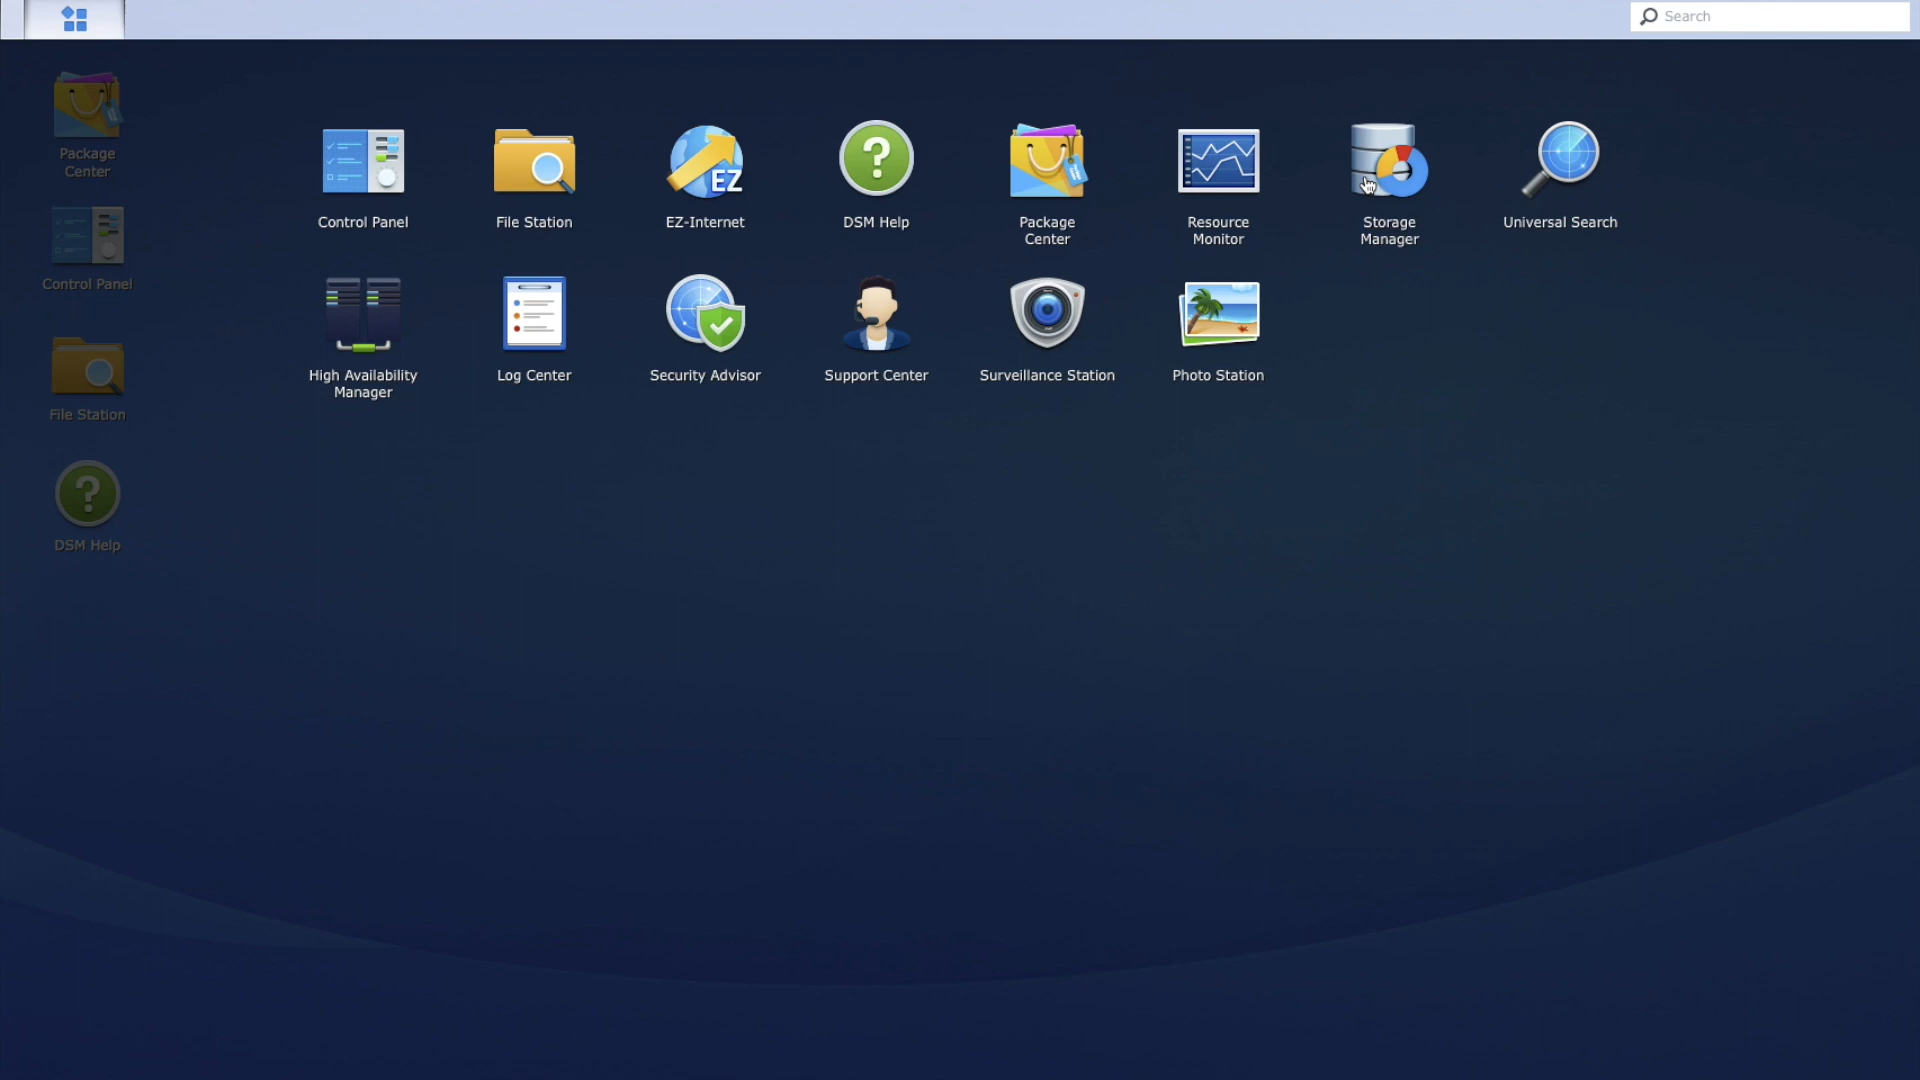 Search
Package
Center
Control Panel
File Station
DSM Help
Control Panel
File Station
EZ
EZ-Internet
DSM Help
Package
Center
Resource
Monitor
Storage
Manager
Universal Search
High Availability
Manager
Log Center
Security Advisor
Support Center
Surveillance Station
Photo Station